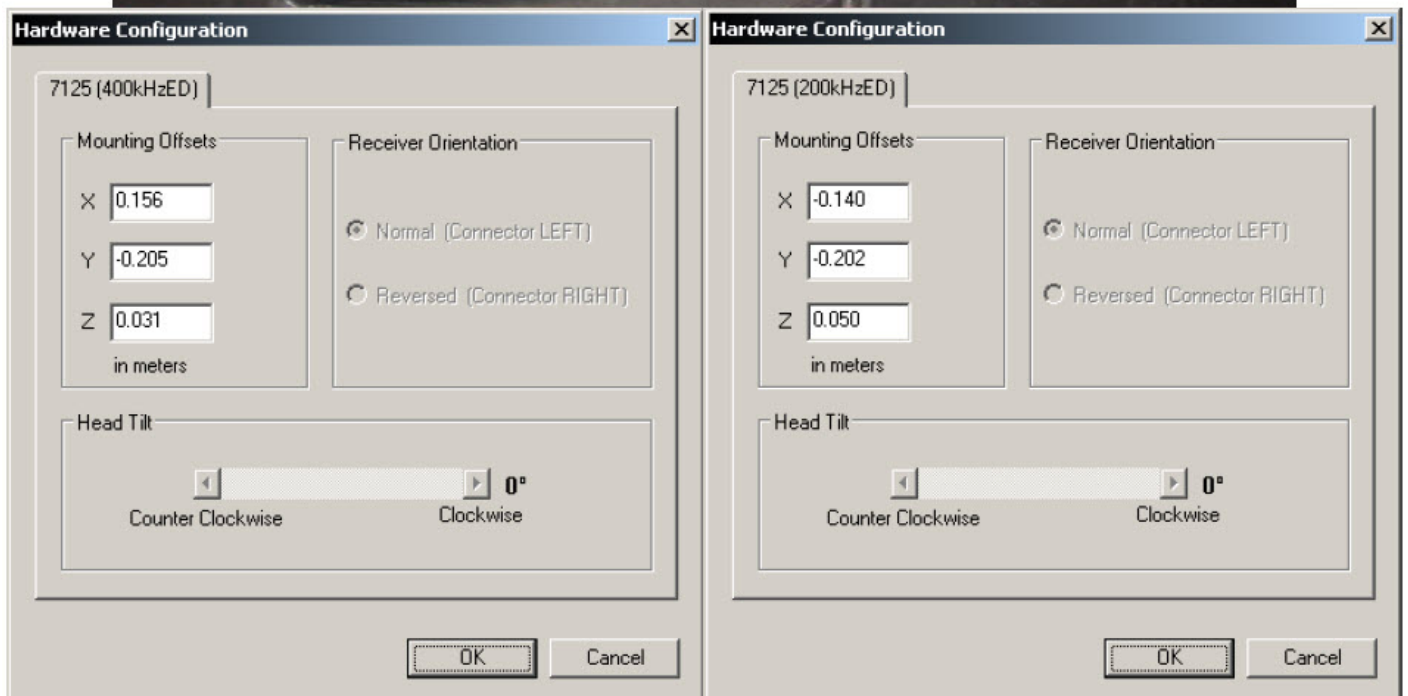 Hardware Configuration
7125 (400kHzED)
Mounting Offsets
X 0.156
Y -0.205
Z 0.031
in meters
Receiver Orientation
Normal (Connector LEFT)
Reversed (Connector RIGHT)
Head Tilt
0°
Counter Clockwise
Clockwise
OK
Cancel
Hardware Configuration
7125 (200kHzED)
Mounting Offsets
X -0.140
Y -0.202
Z 0.050
in meters
Receiver Orientation
Normal (Connector LEFT)
Reversed (Connector RIGHT)
Head Tilt
0°
Counter Clockwise
Clockwise
OK
Cancel